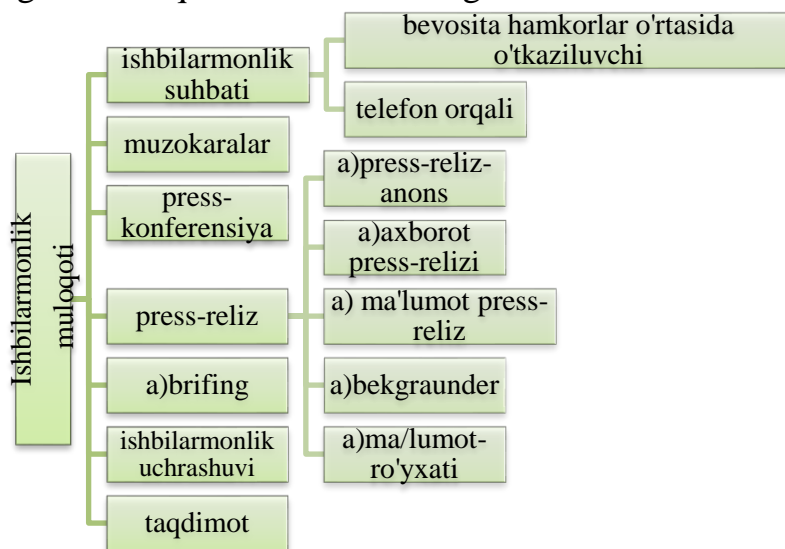 Ishbilarmonlik
muloqoti
ishbilarmonlik
suhbati
bevosita hamkorlar o'rtasida
o'tkaziluvchi
telefon orqali
muzokaralar
press-
konferensiya
press-reliz
a)press-reliz-
anons
a)axborot
press-relizi
a) ma'lumot press-
reliz
a)bekgraunder
a)ma/lumot-
ro'yxati
a)brifing
ishbilarmonlik
uchrashuvi
taqdimot